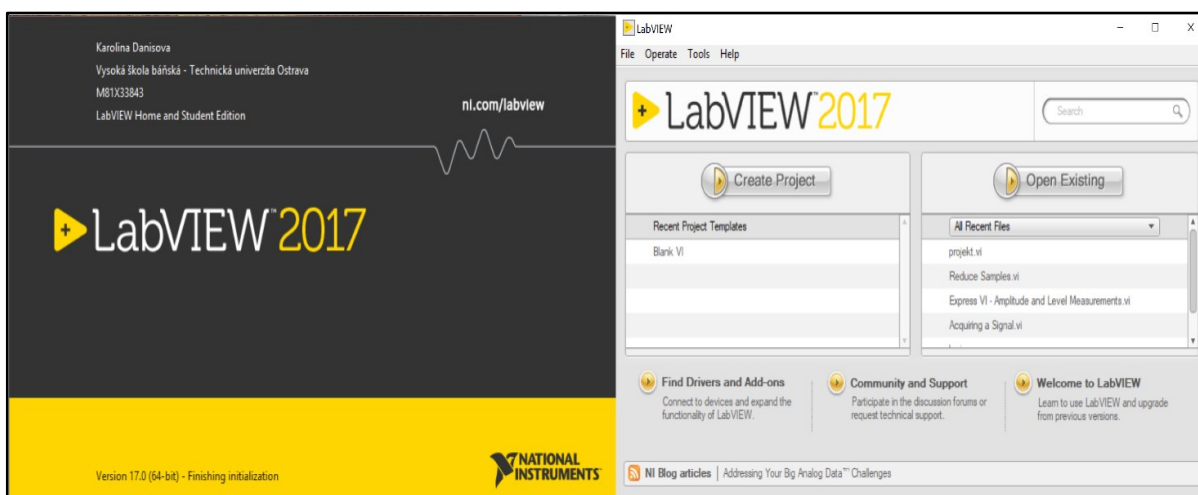 Karolina Danisova
Vysoká škola báňská - Technická univerzita Ostrava
M81X33843
LabVIEW Home and Student Edition
ni.com/labview
LabVIEW™ 2017
Version 17.0 (64-bit) - Finishing initialization
NATIONAL
INSTRUMENTS
LabVIEW
File Operate Tools Help
LabVIEW™ 2017
Search
Create Project
Recent Project Templates
Blank VI
Open Existing
All Recent Files
projekt.vi
Reduce Samples.vi
Express VI - Amplitude and Level Measurements.vi
Acquiring a Signal.vi
Find Drivers and Add-ons
Connect to devices and expand the
functionality of LabVIEW.
Community and Support
Participate in the discussion forums or
request technical support.
Welcome to LabVIEW
Learn to use LabVIEW and upgrade
from previous versions.
NI Blog articles | Addressing Your Big Analog Data™ Challenges